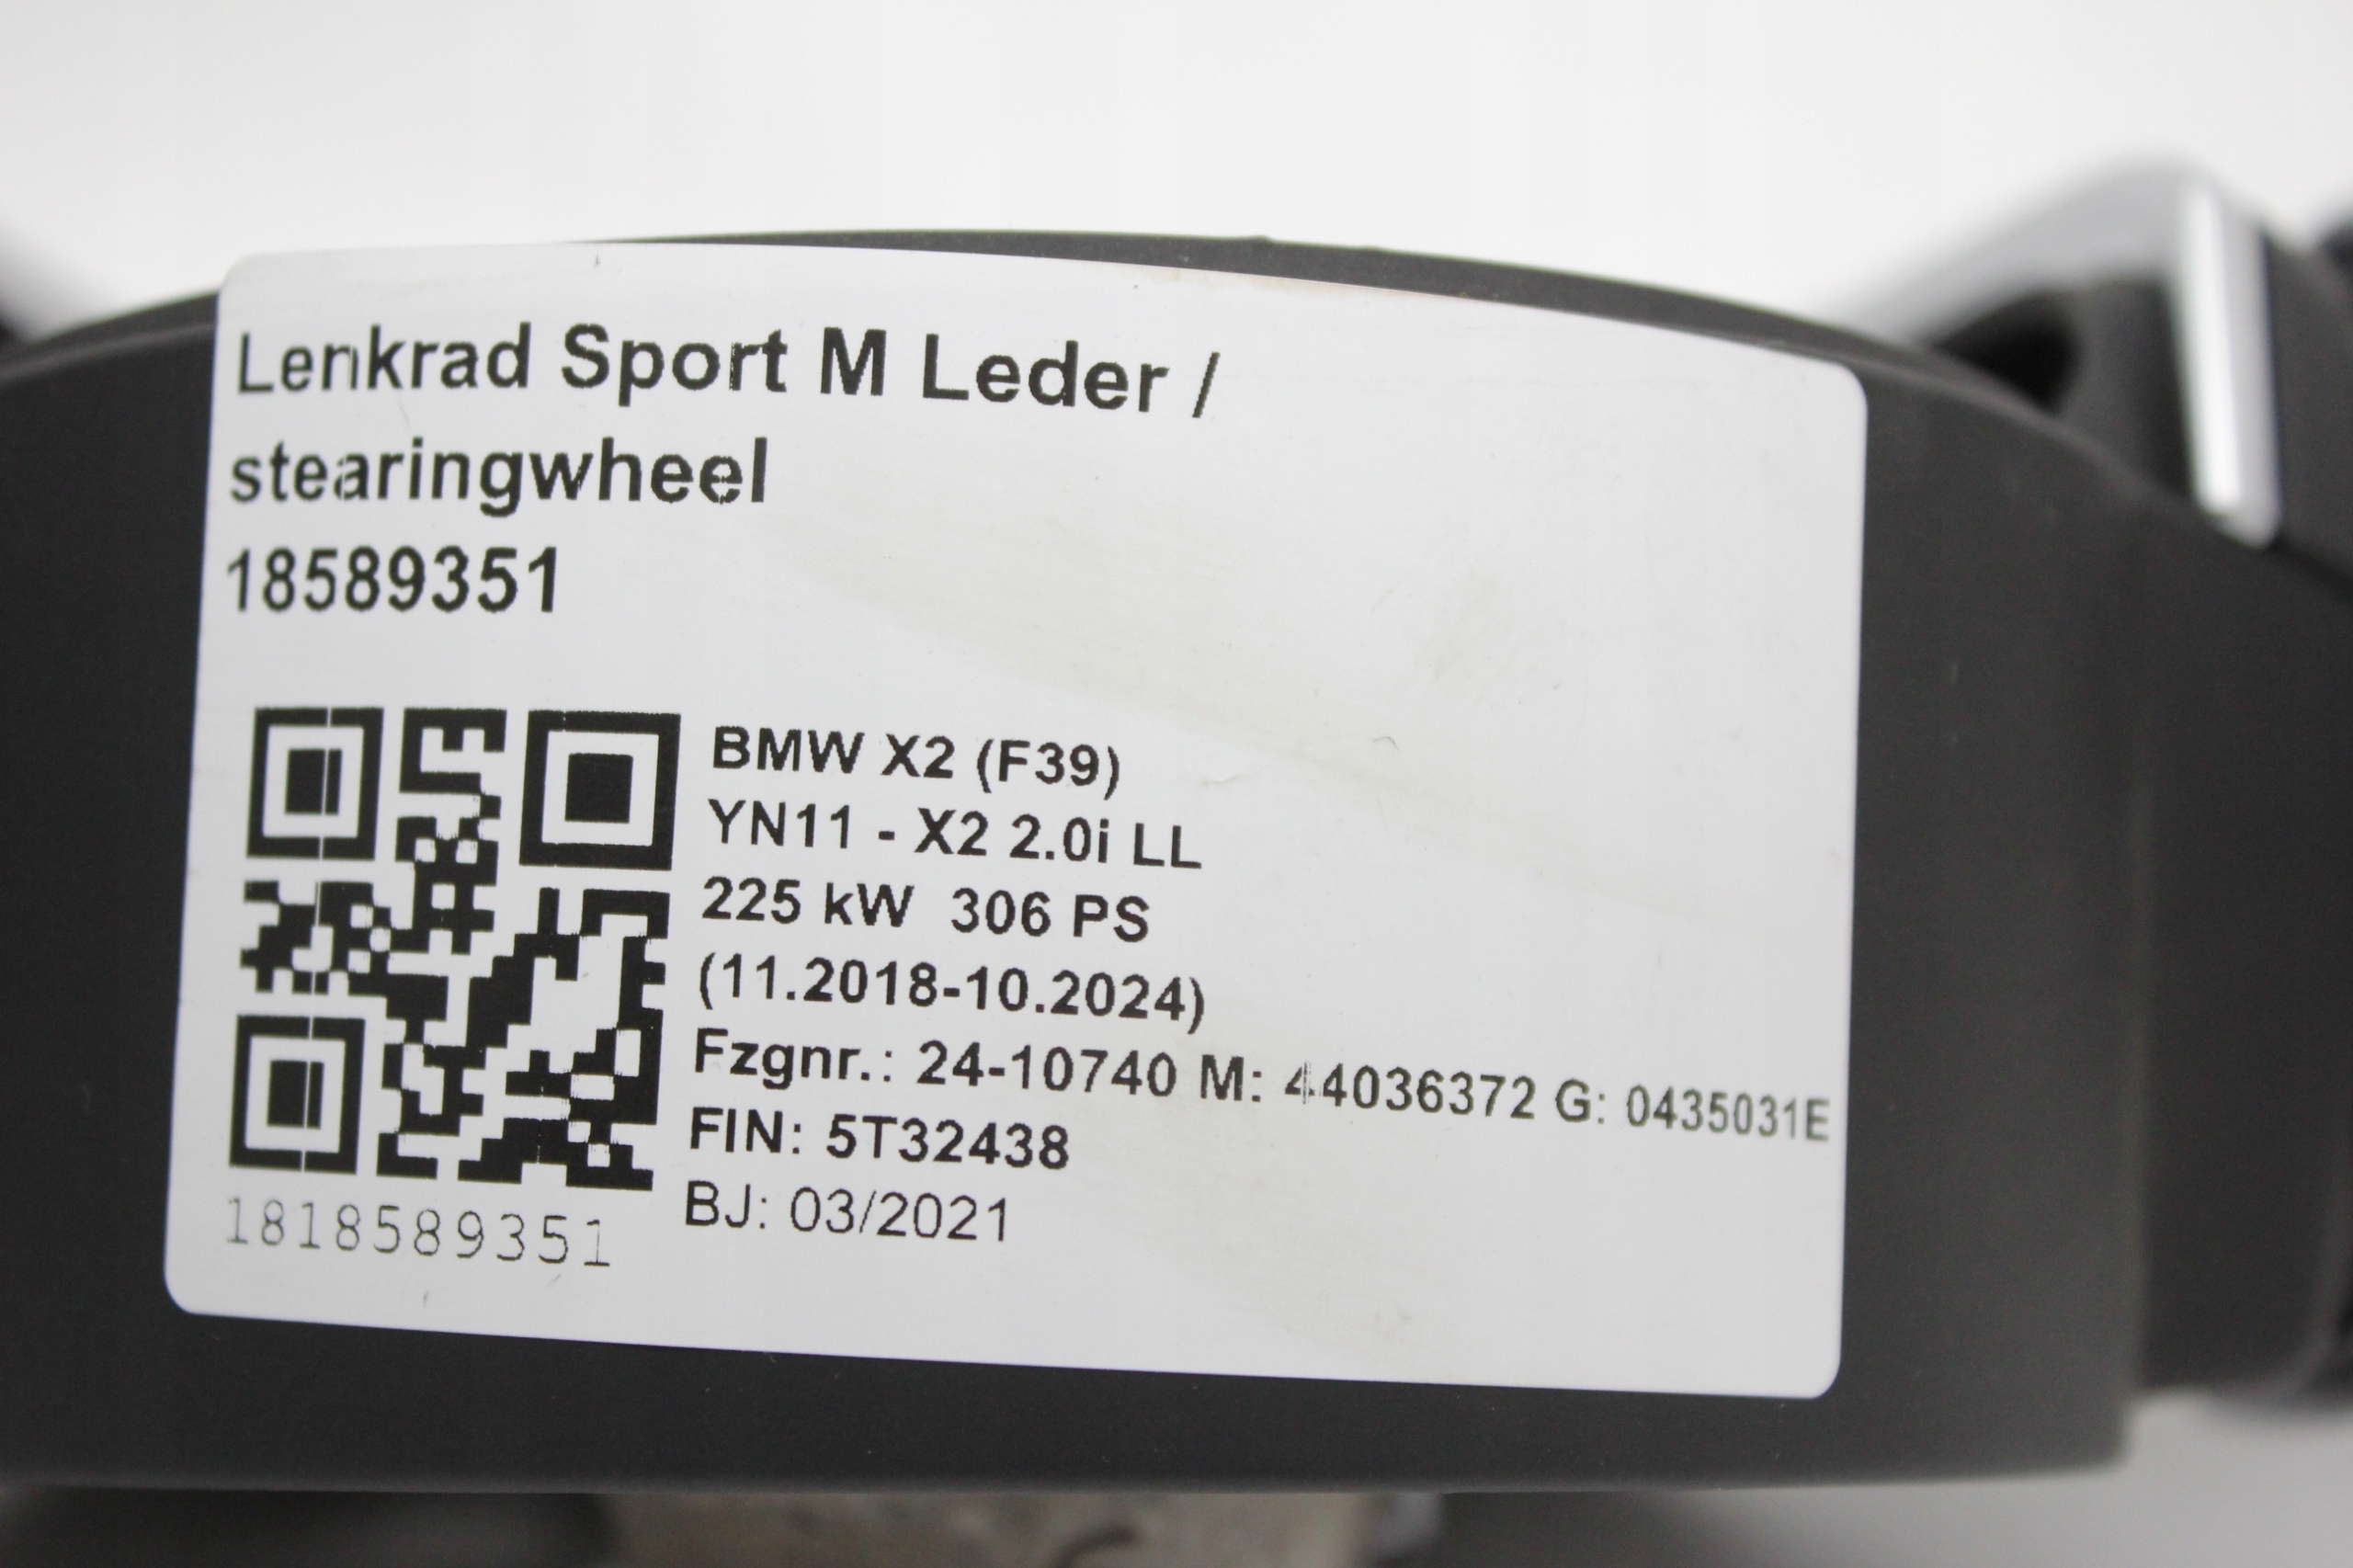 Lenkrad Sport M Leder /
stearingwheel
18589351
BMW X2 (F39)
YN11 - X2 2.0i LL
225 kW 306 PS
(11.2018-10.2024)
Fzgnr.: 24-10740 M: 44036372 G: 0435031E
FIN: 5T32438
BJ: 03/2021
1818589351